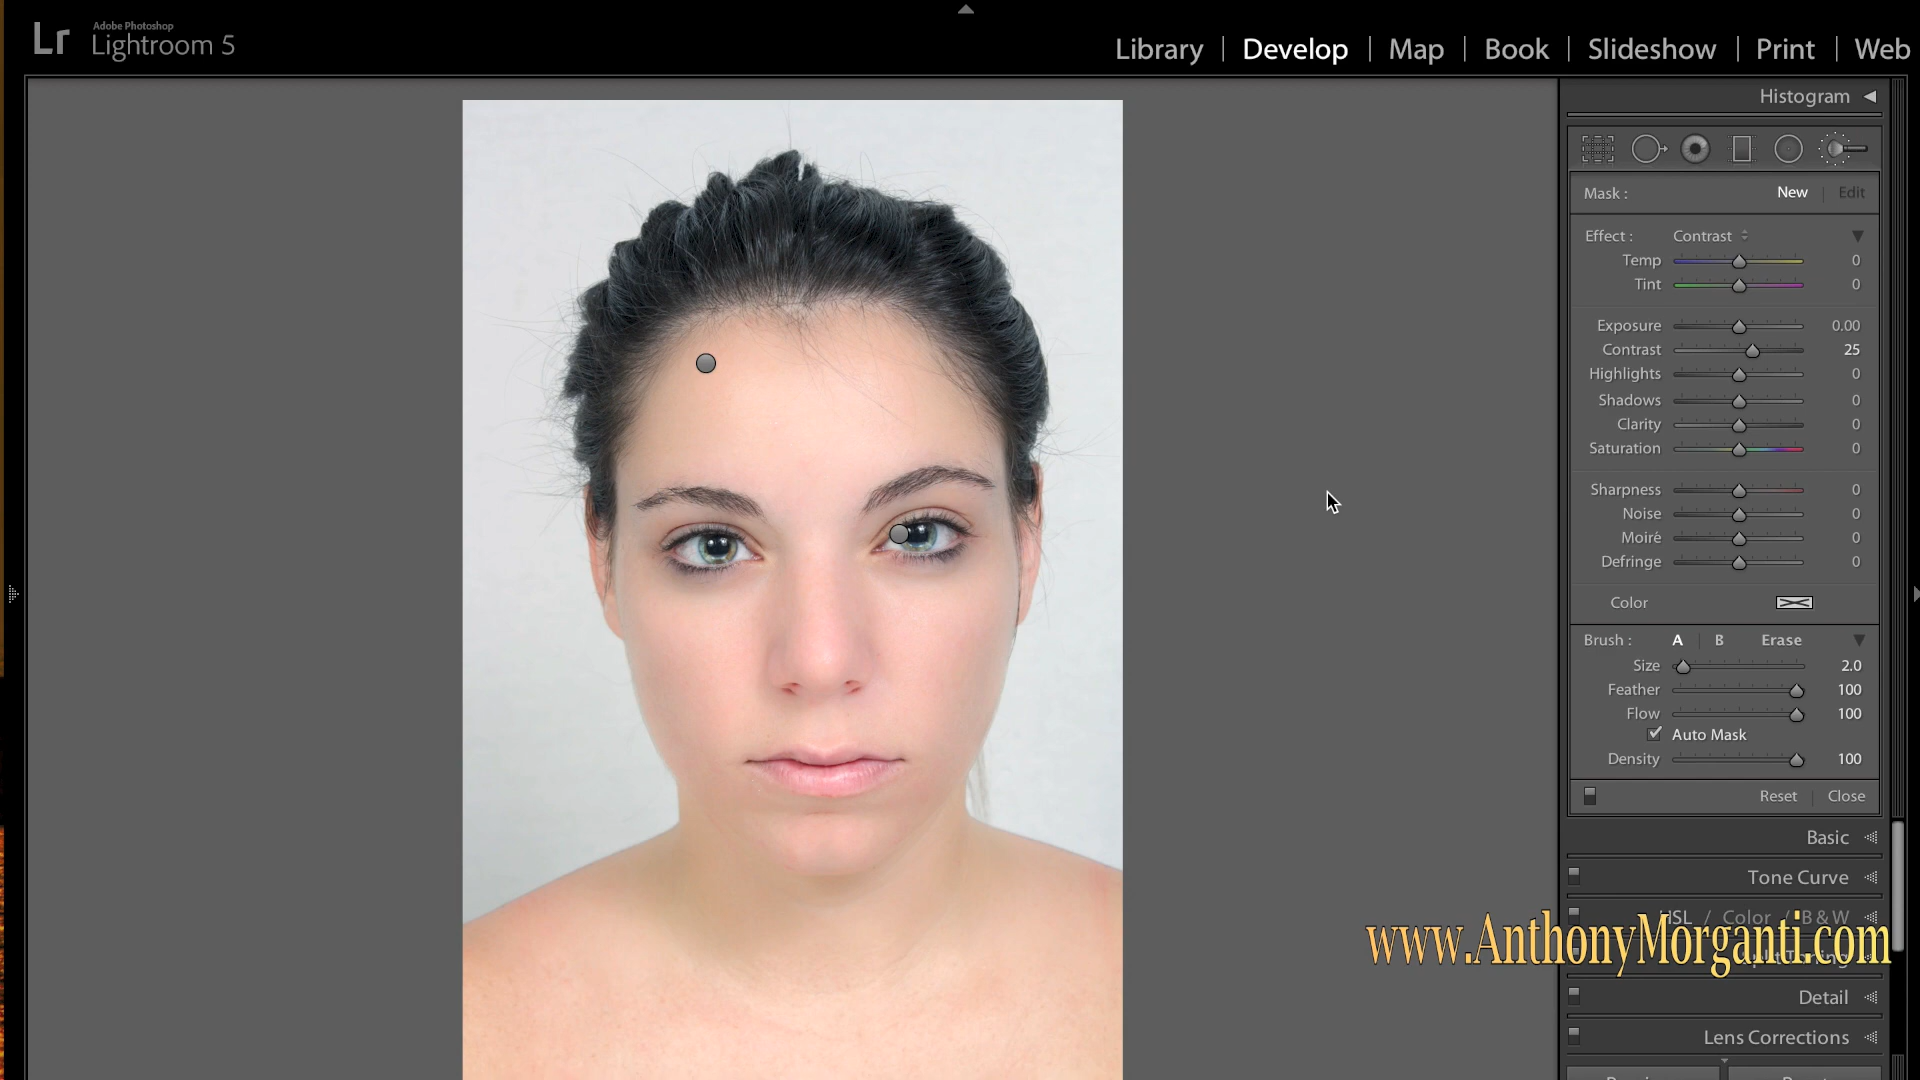 Lr Adobe Photoshop
Lightroom 5
Library | Develop | Map | Book | Slideshow | Print | Web
Histogram
Mask : New | Edit
Effect : Contrast
Temp 0
Tint 0
Exposure 0.00
Contrast 25
Highlights 0
Shadows 0
Clarity 0
Saturation 0
Sharpness 0
Noise 0
Moiré 0
Defringe 0
Color
Brush : A | B Erase
Size 2.0
Feather 100
Flow 100
Auto Mask
Density 100
Reset | Close
Basic
Tone Curve
HSL / Color / B & W
www.AnthonyMorganti.com
Detail
Lens Corrections